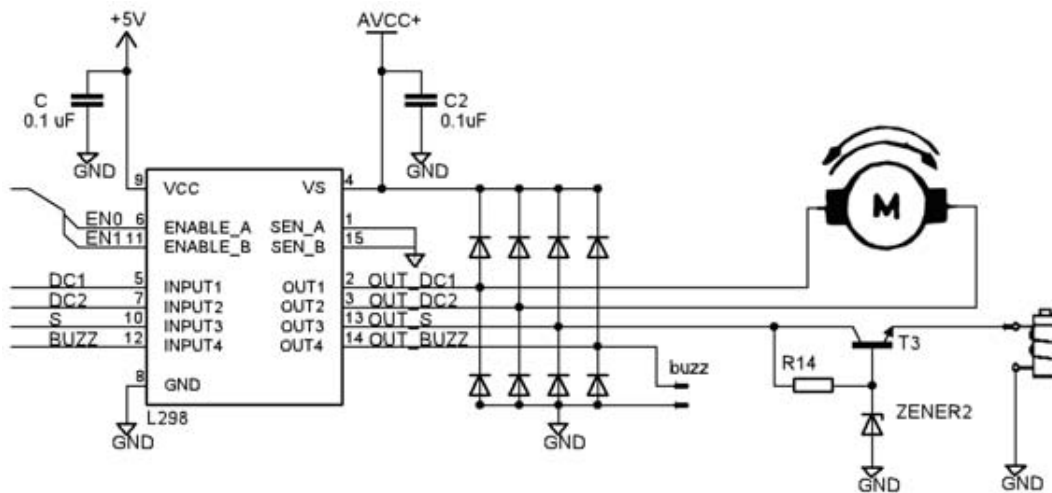 +5V
AVCC+
C
0.1 uF
C2
0.1uF
GND
GND
9
VCC
VS
4
EN0
6
ENABLE_A
SEN_A
1
EN1
11
ENABLE_B
SEN_B
15
DC1
5
INPUT1
OUT1
2
OUT_DC1
DC2
7
INPUT2
OUT2
3
OUT_DC2
S
10
INPUT3
OUT3
13
OUT_S
BUZZ
12
INPUT4
OUT4
14
OUT_BUZZ
8
GND
L298
GND
GND
buzz
M
T3
R14
ZENER2
GND
GND